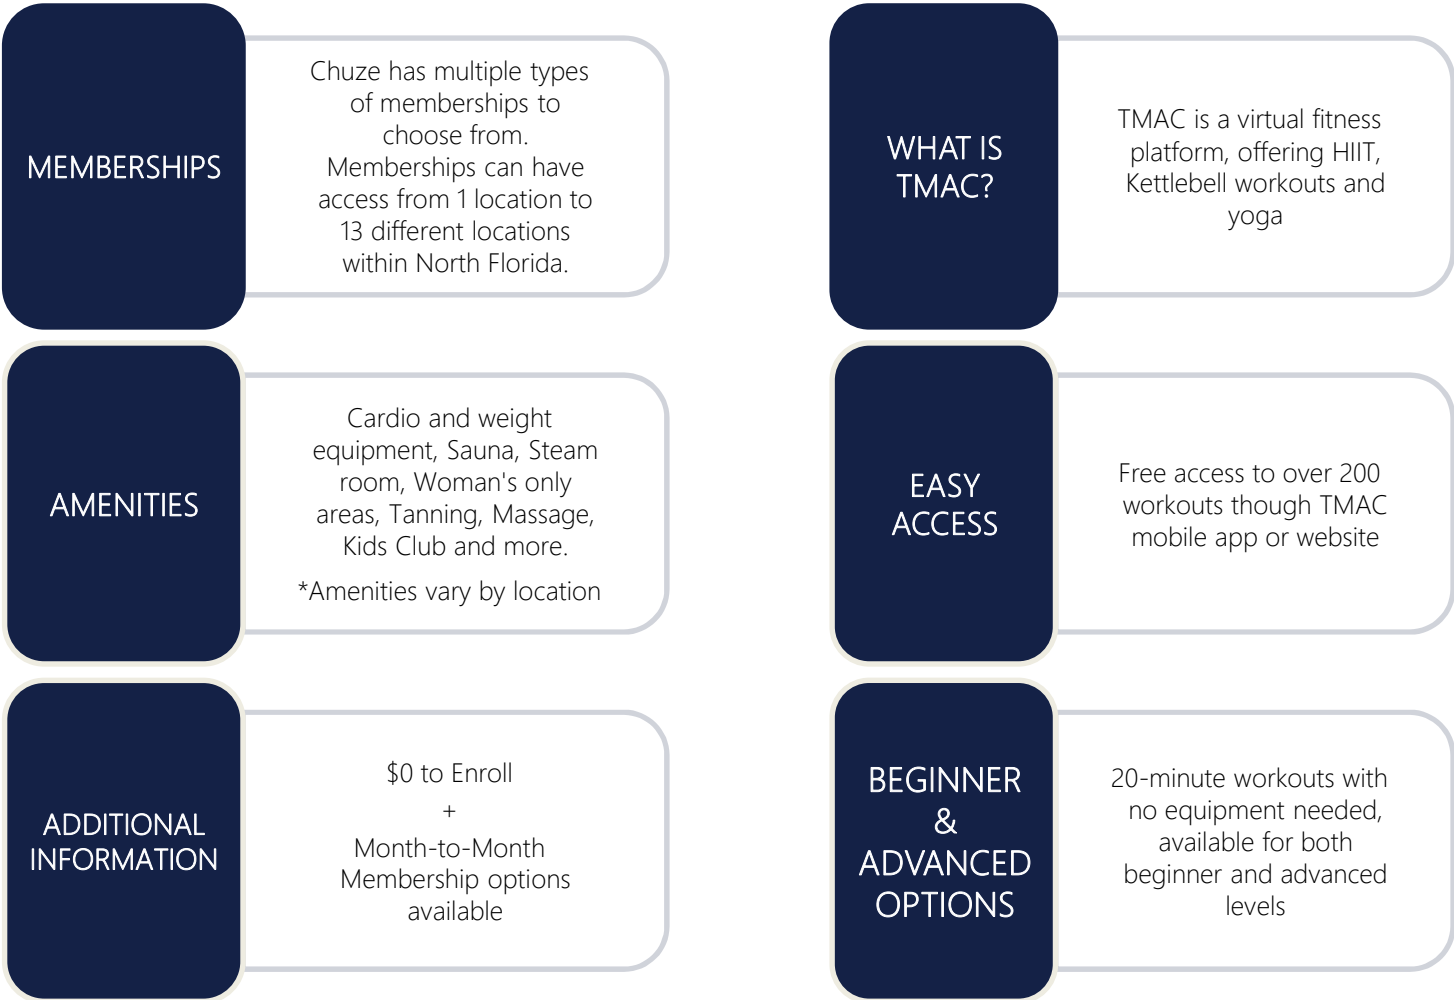 MEMBERSHIPS
Chuze has multiple types
of memberships to
choose from.
Memberships can have
access from 1 location to
13 different locations
within North Florida.
AMENITIES
Cardio and weight
equipment, Sauna, Steam
room, Woman's only
areas, Tanning, Massage,
Kids Club and more.
*Amenities vary by location
ADDITIONAL
INFORMATION
$0 to Enroll
+
Month-to-Month
Membership options
available
WHAT IS
TMAC?
TMAC is a virtual fitness
platform, offering HIIT,
Kettlebell workouts and
yoga
EASY
ACCESS
Free access to over 200
workouts though TMAC
mobile app or website
BEGINNER
&
ADVANCED
OPTIONS
20-minute workouts with
no equipment needed,
available for both
beginner and advanced
levels